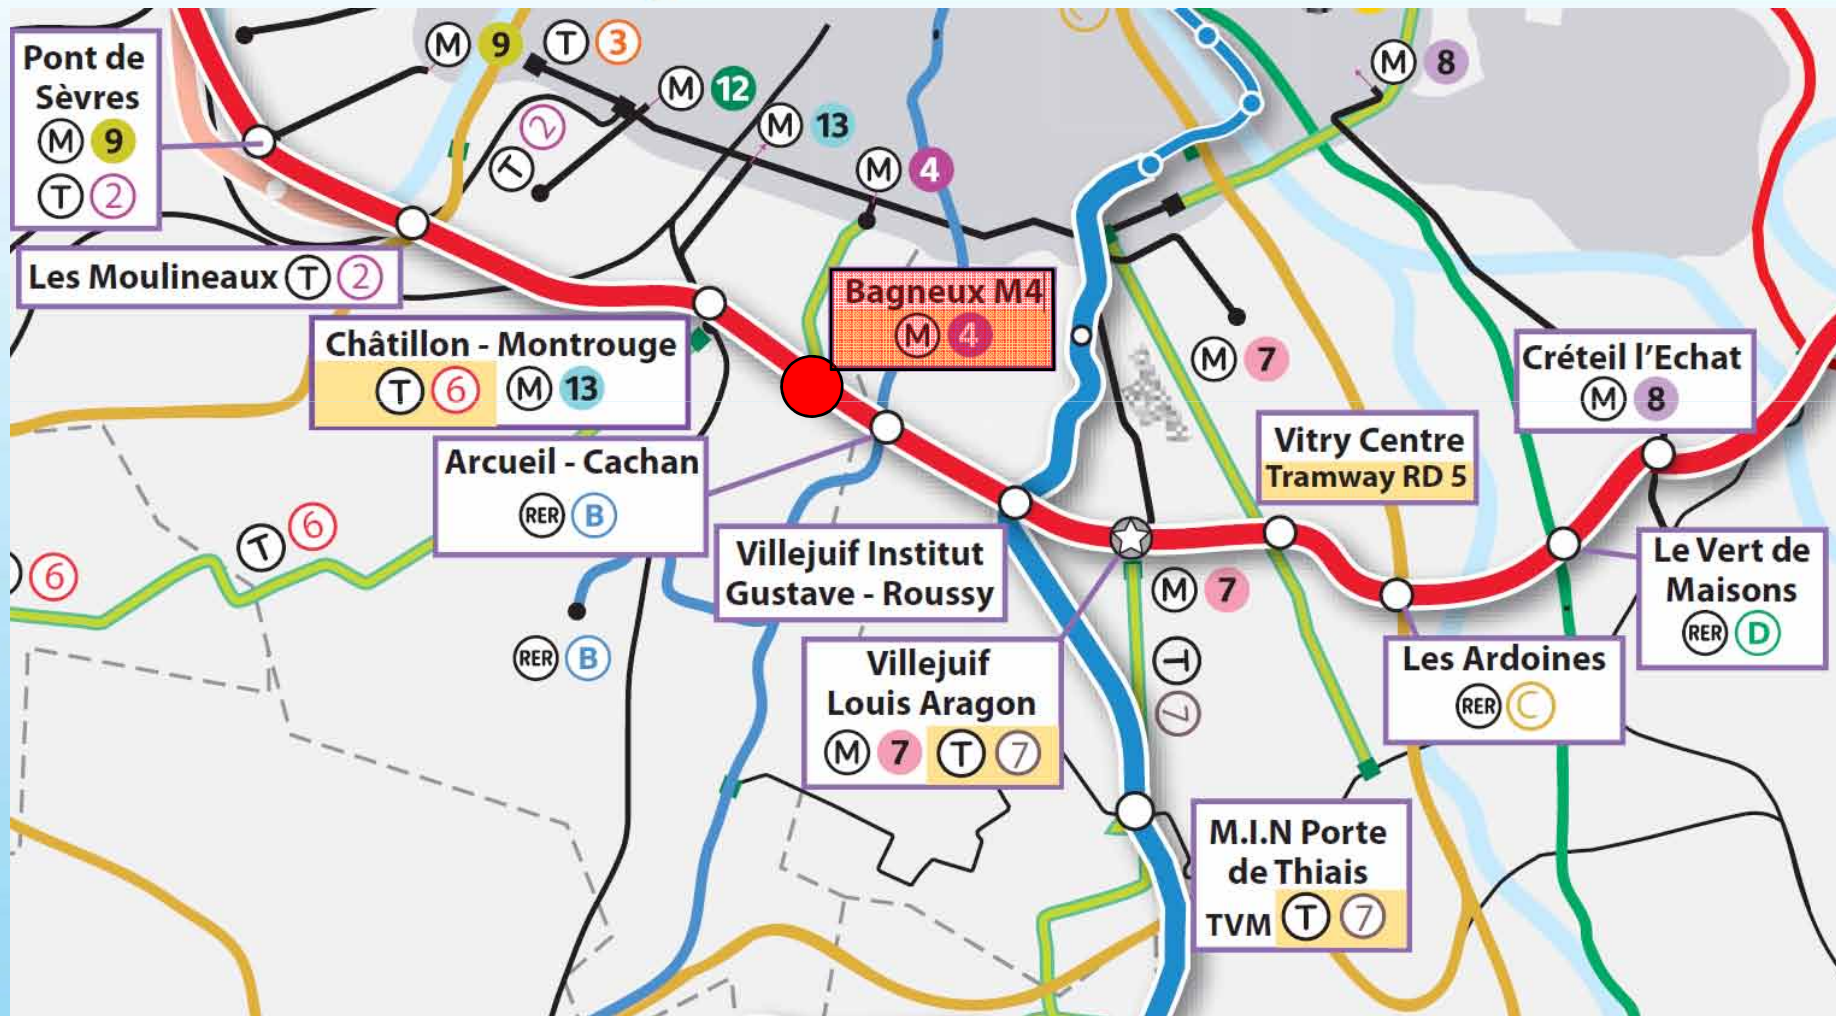 Pont de
Sèvres
M 9
T 2
M 9 T 3
M 12
T 2
M 13
M 4
M 8
Les Moulineaux T 2
Bagneux M4
M 4
Châtillon - Montrouge
T 6 M 13
M 7
Créteil l'Echat
M 8
Arcueil - Cachan
RER B
Vitry Centre
Tramway RD 5
T 6
6
Villejuif Institut
Gustave - Roussy
M 7
T 7
Le Vert de
Maisons
RER D
RER B
Villejuif
Louis Aragon
M 7 T 7
Les Ardoines
RER C
M.I.N Porte
de Thiais
TVM T 7